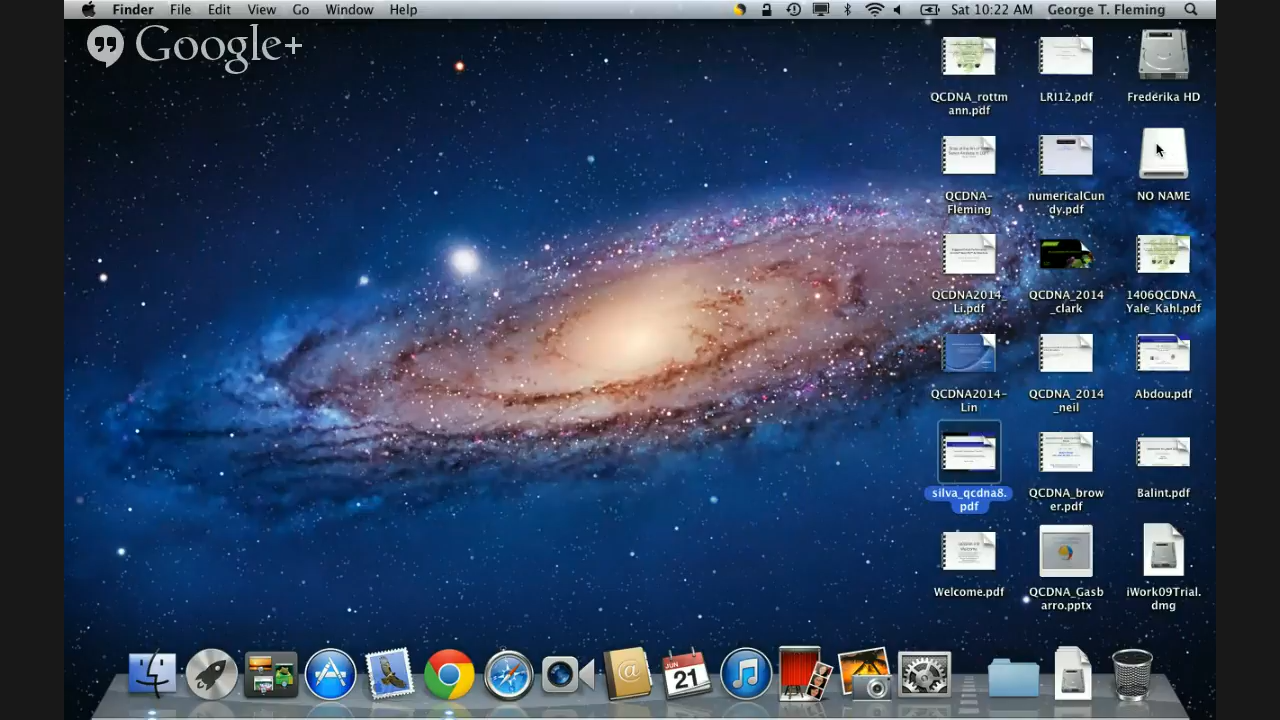 Finder File Edit View Go Window Help Sat 10:22 AM George T. Fleming
Google+
QCDNA_rottm
ann.pdf
LRI12.pdf
Frederika HD
QCDNA-
Fleming
numericalCun
dy.pdf
NO NAME
QCDNA2014_
Li.pdf
QCDNA_2014
_clark
1406QCDNA_
Yale_Kahl.pdf
QCDNA2014-
Lin
QCDNA_2014
_neil
Abdou.pdf
silva_qcdna8.
pdf
QCDNA_brow
er.pdf
Balint.pdf
Welcome.pdf
QCDNA_Gasb
arro.pptx
iWork09Trial.
dmg
JUN
21